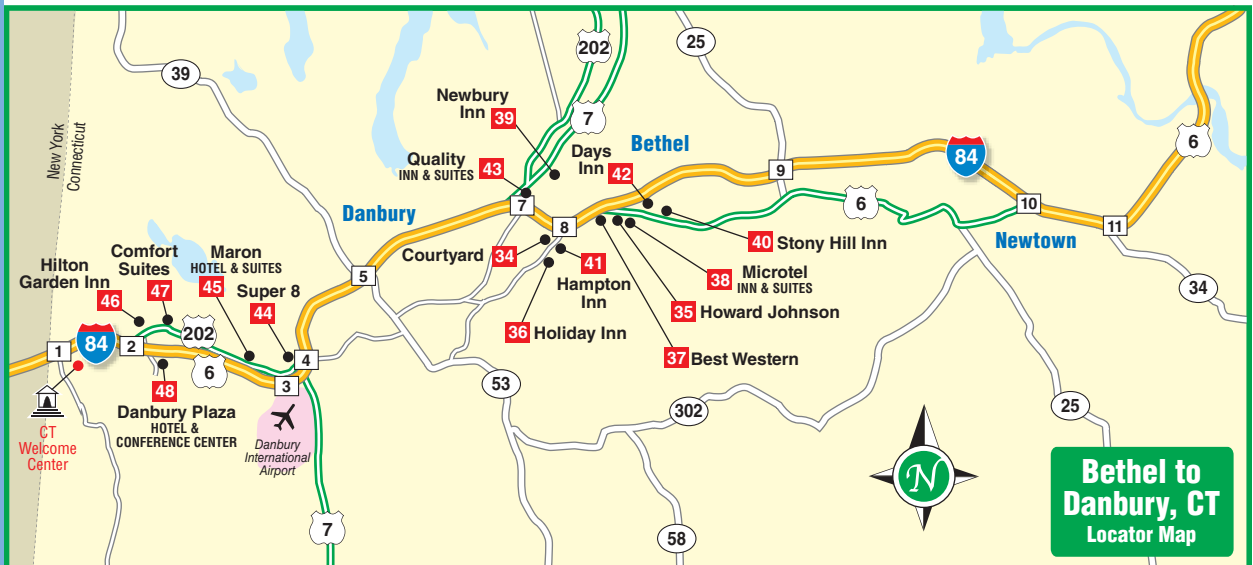 202
25
39
Newbury
Inn 39
7
New York
Connecticut
Quality
INN & SUITES 43
Days
Inn 42
Bethel
84
6
9
Danbury
7
8
6
10
11
Newtown
Courtyard 34
41
Hampton
Inn
36 Holiday Inn
40 Stony Hill Inn
38 Microtel
INN & SUITES
35 Howard Johnson
37 Best Western
5
34
Hilton
Garden Inn
46
Comfort
Suites
47
Maron
HOTEL & SUITES
45
Super 8
44
1
84
2
202
6
4
3
48
Danbury Plaza
HOTEL &
CONFERENCE CENTER
CT
Welcome
Center
Danbury
International
Airport
53
302
25
7
58
N
Bethel to
Danbury, CT
Locator Map